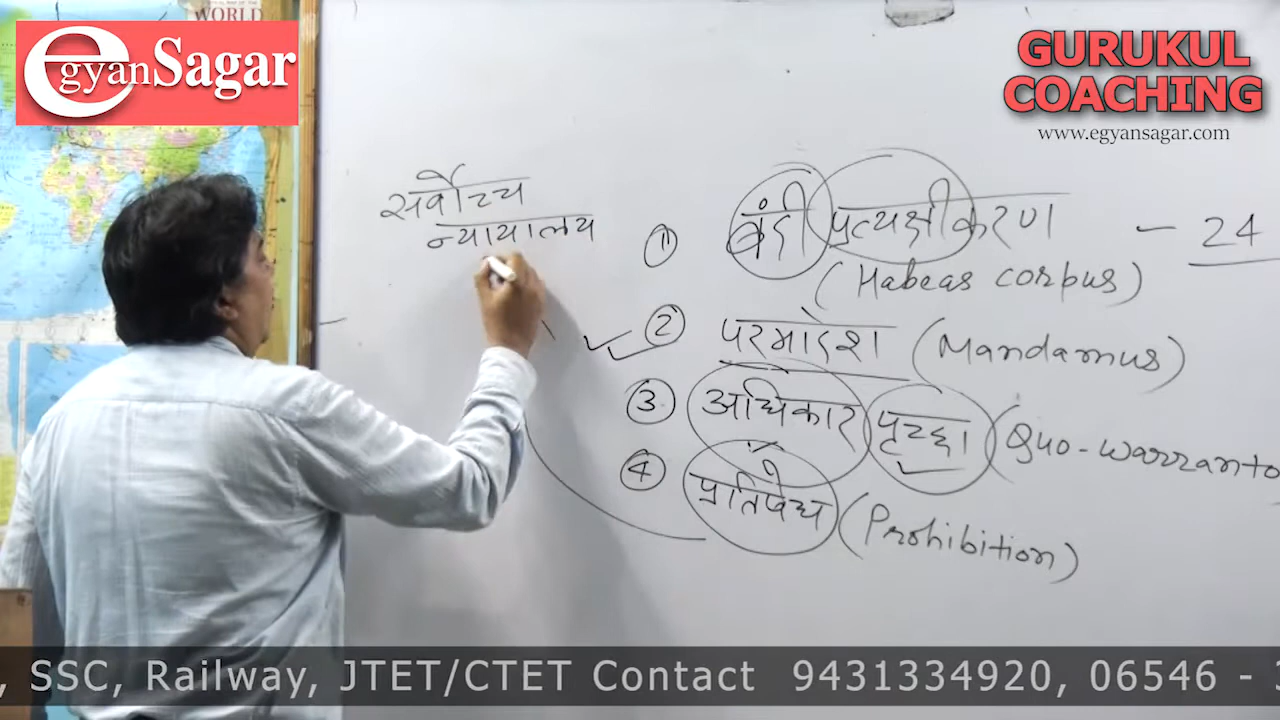 WORLD
egyanSagar
GURUKUL
COACHING
www.egyansagar.com
सर्वोच्च
न्यायालय
① बंदी प्रत्यक्षीकरण - 24
(Habeas corpus)
② परमादेश (Mandamus)
③ अधिकार पृच्छा (Quo-warranto
④ प्रतिषेध (Prohibition)
, SSC, Railway, JTET/CTET Contact 9431334920, 06546 -